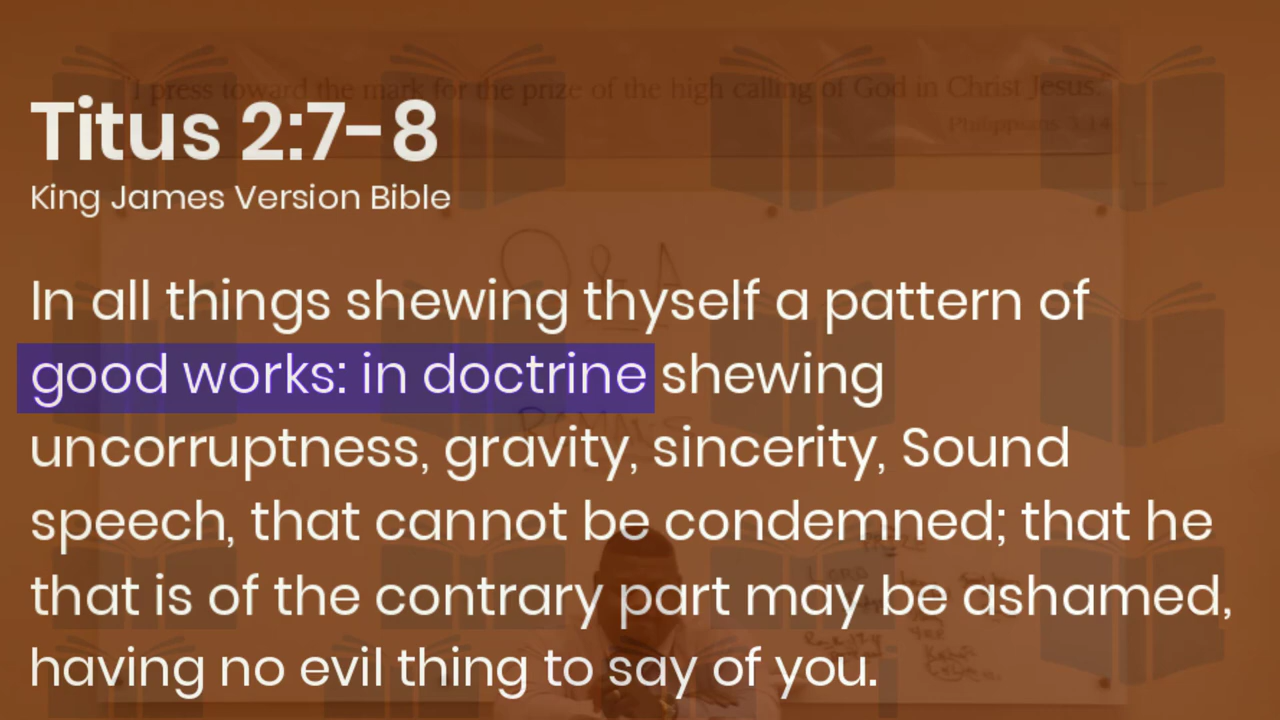 "I press toward the mark for the prize of the high calling of God in Christ Jesus."
Philippians 3:14
Titus 2:7-8
King James Version Bible
Q & A
In all things shewing thyself a pattern of
good works: in doctrine shewing
uncorruptness, gravity, sincerity, Sound
speech, that cannot be condemned; that he
that is of the contrary part may be ashamed,
having no evil thing to say of you.